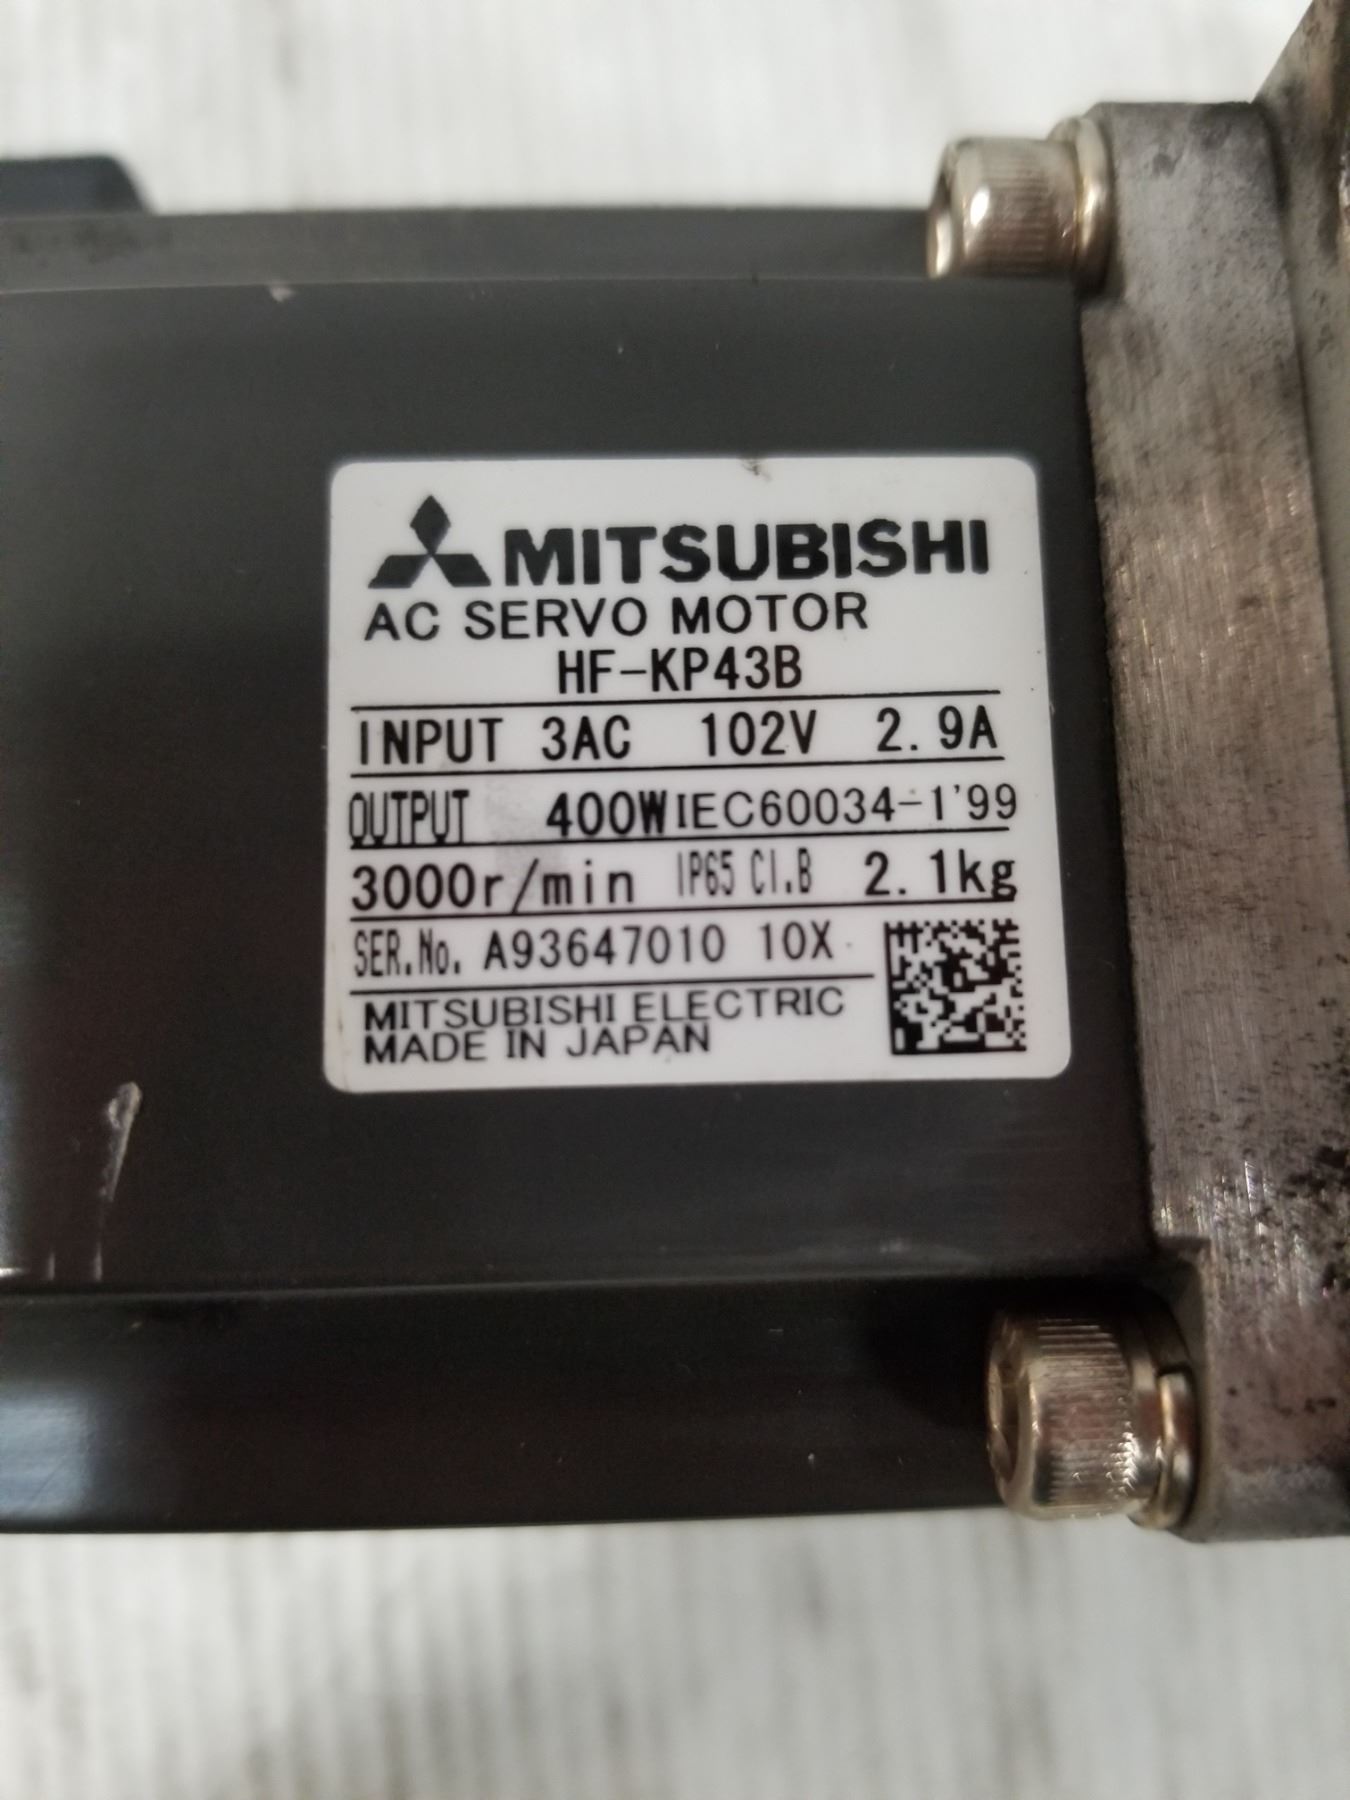 MITSUBISHI
AC SERVO MOTOR
HF-KP43B
INPUT 3AC 102V 2.9A
OUTPUT 400W IEC60034-1'99
3000r/min IP65 CI.B 2.1kg
SER.No. A93647010 10X
MITSUBISHI ELECTRIC
MADE IN JAPAN